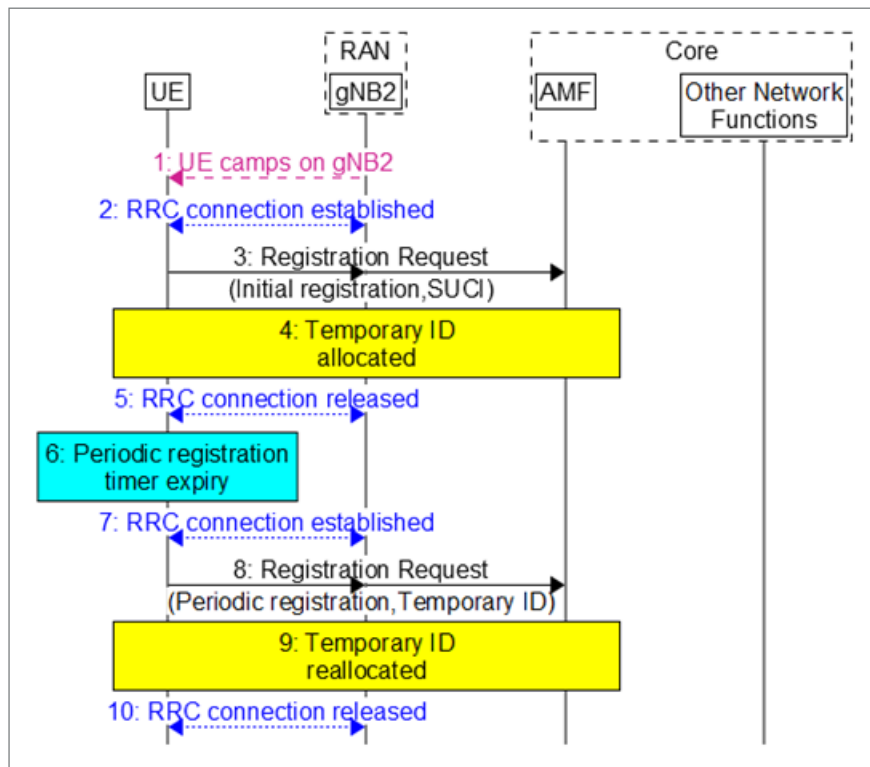 RAN
Core
UE
gNB2
AMF
Other Network
Functions
1: UE camps on gNB2
2: RRC connection established
3: Registration Request
(Initial registration,SUCI)
4: Temporary ID
allocated
5: RRC connection released
6: Periodic registration
timer expiry
7: RRC connection established
8: Registration Request
(Periodic registration,Temporary ID)
9: Temporary ID
reallocated
10: RRC connection released